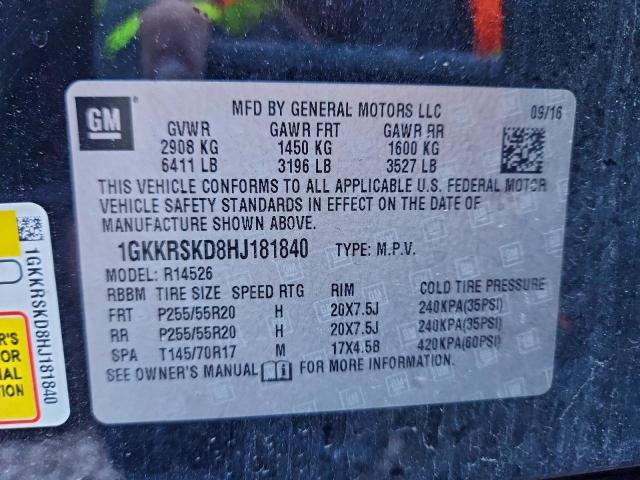 GM
MFD BY GENERAL MOTORS LLC 09/16
GVWR GAWR FRT GAWR RR
2908 KG 1450 KG 1600 KG
6411 LB 3196 LB 3527 LB
THIS VEHICLE CONFORMS TO ALL APPLICABLE U.S. FEDERAL MOTOR
VEHICLE SAFETY STANDARDS IN EFFECT ON THE DATE OF
MANUFACTURE SHOWN ABOVE.
1GKKRSKD8HJ181840 TYPE: M.P.V.
MODEL: R14526
RBBM TIRE SIZE SPEED RTG RIM COLD TIRE PRESSURE
FRT P255/55R20 H 20X7.5J 240KPA(35PSI)
RR P255/55R20 H 20X7.5J 240KPA(35PSI)
SPA T145/70R17 M 17X4.5B 420KPA(60PSI)
SEE OWNER'S MANUAL FOR MORE INFORMATION.
1GKKRSKD8HJ181840
R'S
OR
AL
ION